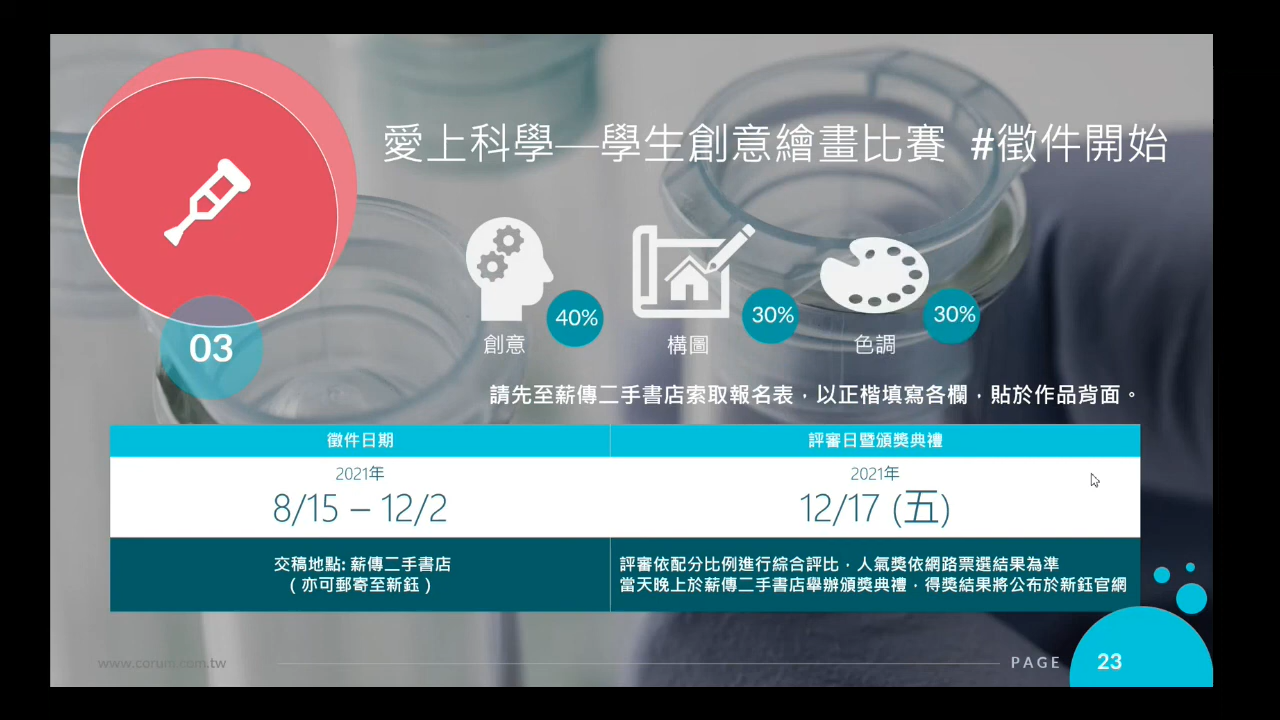 愛上科學—學生創意繪畫比賽 #徵件開始
03
40%
30%
30%
創意
構圖
色調
請先至薪傳二手書店索取報名表，以正楷填寫各欄，貼於作品背面。
徵件日期
評審日暨頒獎典禮
2021年
8/15 – 12/2
2021年
12/17 (五)
交稿地點: 薪傳二手書店
( 亦可郵寄至新鈺 )
評審依配分比例進行綜合評比，人氣獎依網路票選結果為準
當天晚上於薪傳二手書店舉辦頒獎典禮，得獎結果將公布於新鈺官網
www.corum.com.tw
PAGE 23